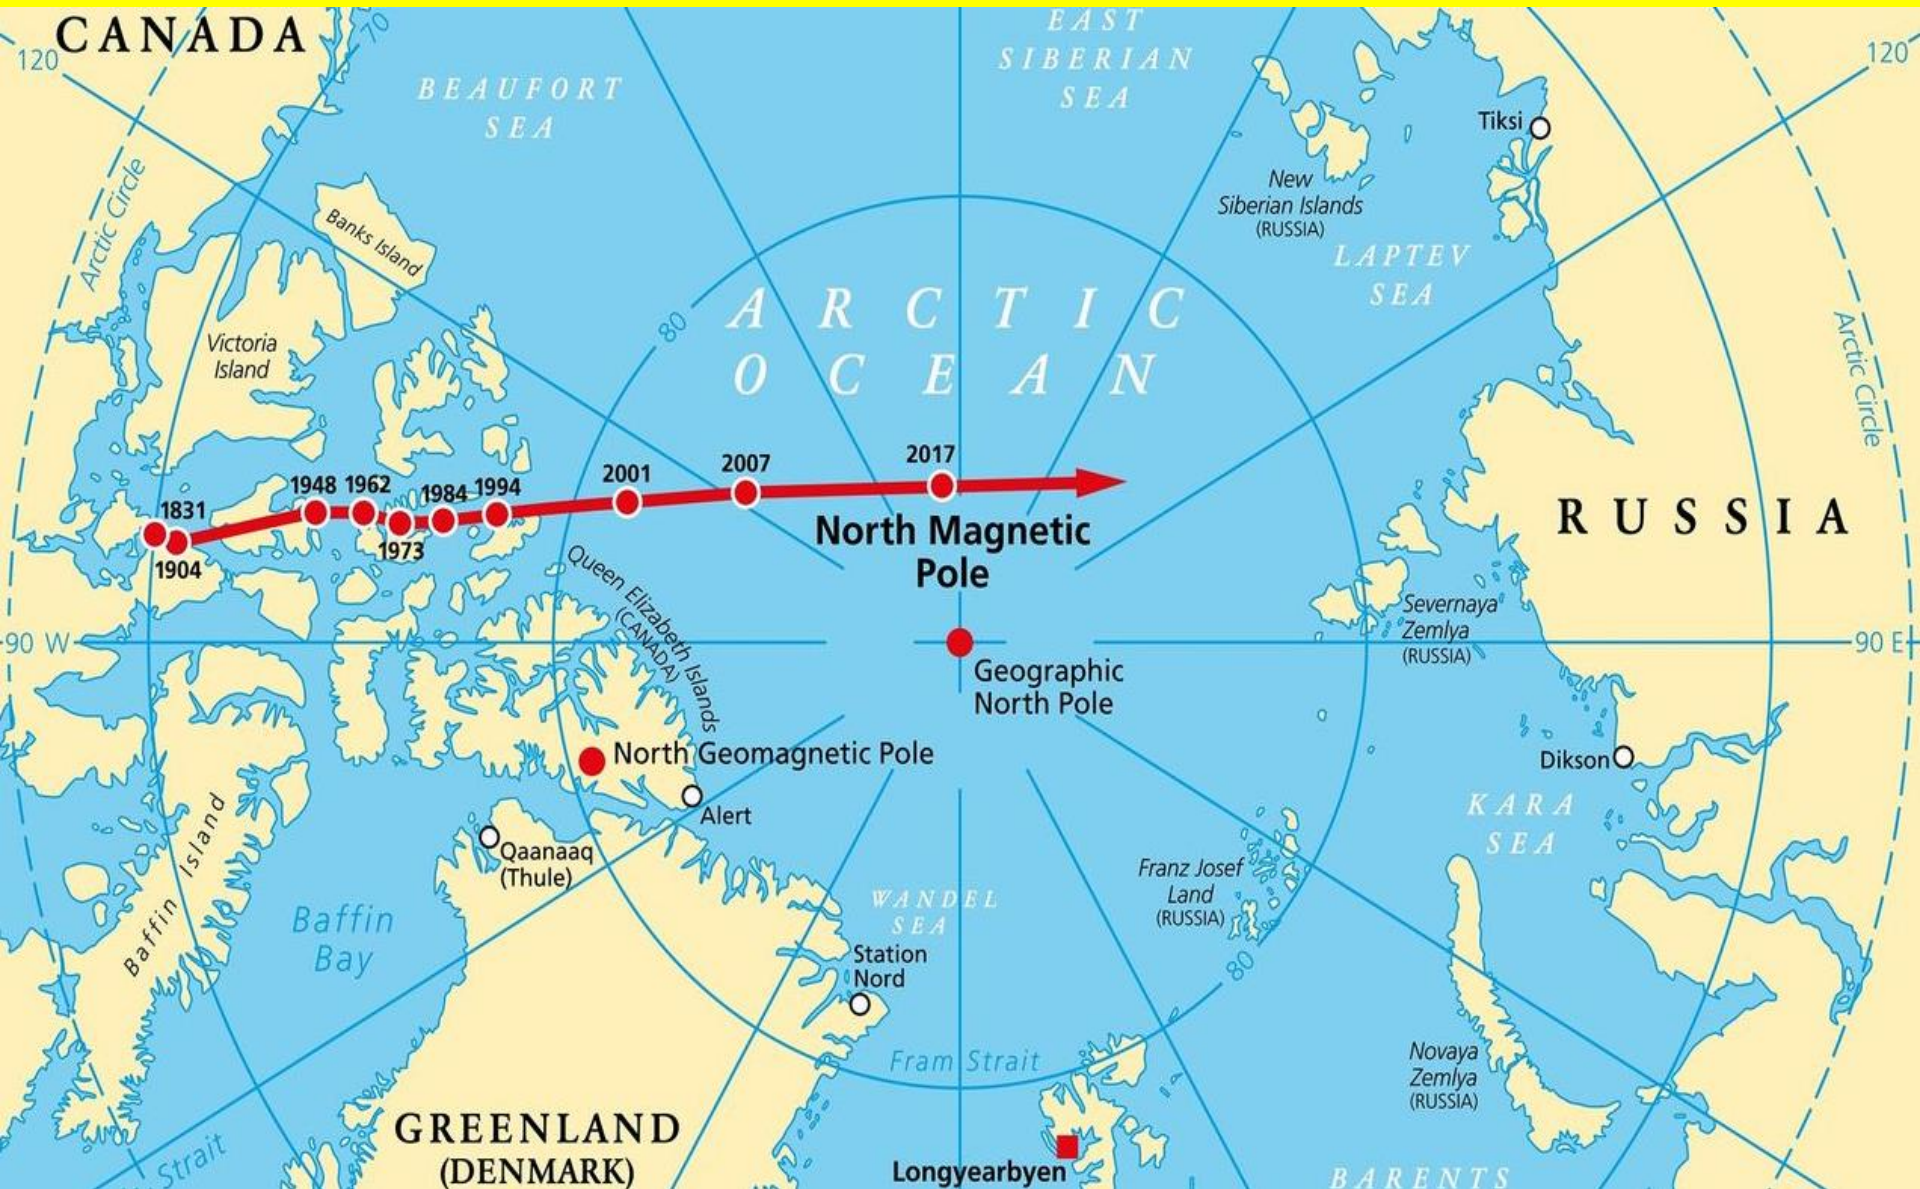 CANADA
120
70
BEAUFORT
SEA
EAST
SIBERIAN
SEA
120
Tiksi
New
Siberian Islands
(RUSSIA)
LAPTEV
SEA
Arctic Circle
Banks Island
Victoria
Island
80
ARCTIC
OCEAN
Arctic Circle
1831
1904
1948
1962
1973
1984
1994
2001
2007
2017
North Magnetic
Pole
RUSSIA
Queen Elizabeth Islands
(CANADA)
Severnaya
Zemlya
(RUSSIA)
90 W
90 E
Geographic
North Pole
North Geomagnetic Pole
Alert
Dikson
KARA
SEA
Qaanaaq
(Thule)
Baffin Island
Baffin
Bay
WANDEL
SEA
Franz Josef
Land
(RUSSIA)
80
Station
Nord
Fram Strait
Novaya
Zemlya
(RUSSIA)
GREENLAND
(DENMARK)
Strait
Longyearbyen
BARENTS